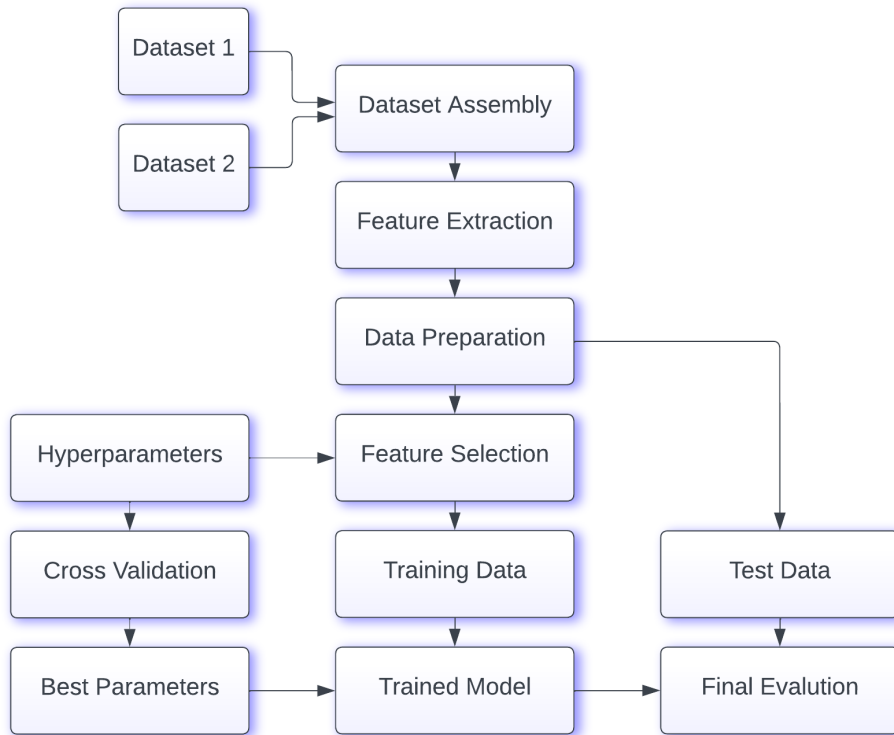 Dataset 1
Dataset Assembly
Dataset 2
Feature Extraction
Data Preparation
Hyperparameters
Feature Selection
Cross Validation
Training Data
Test Data
Best Parameters
Trained Model
Final Evalution